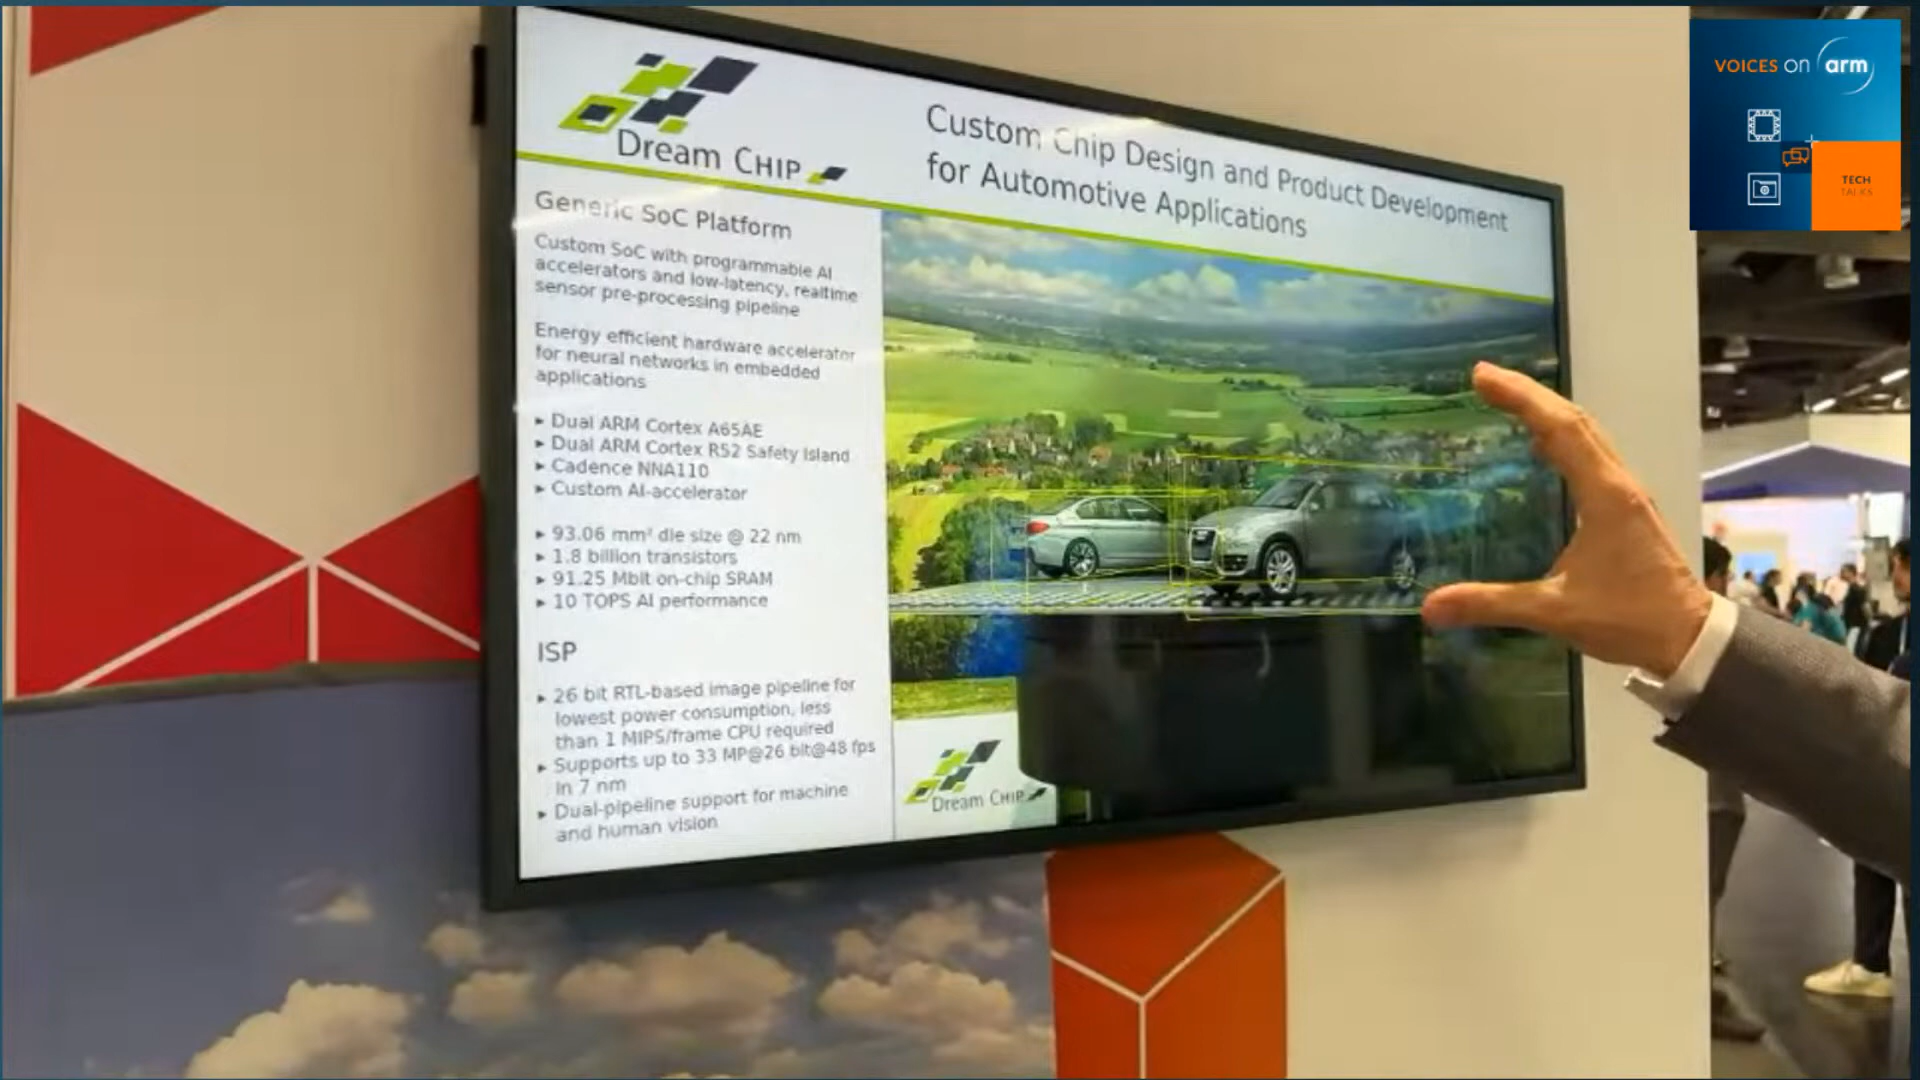 VOICES on arm
TECH
TALKS
Dream CHIP
Custom Chip Design and Product Development
for Automotive Applications
Generic SoC Platform
Custom SoC with programmable AI
accelerators and low-latency, realtime
sensor pre-processing pipeline
Energy efficient hardware accelerator
for neural networks in embedded
applications
▸ Dual ARM Cortex A65AE
▸ Dual ARM Cortex R52 Safety Island
▸ Cadence NNA110
▸ Custom AI-accelerator
▸ 93.06 mm² die size @ 22 nm
▸ 1.8 billion transistors
▸ 91.25 Mbit on-chip SRAM
▸ 10 TOPS AI performance
ISP
▸ 26 bit RTL-based image pipeline for
lowest power consumption, less
than 1 MIPS/frame CPU required
▸ Supports up to 33 MP@26 bit@48 fps
in 7 nm
▸ Dual-pipeline support for machine
and human vision
Dream CHIP